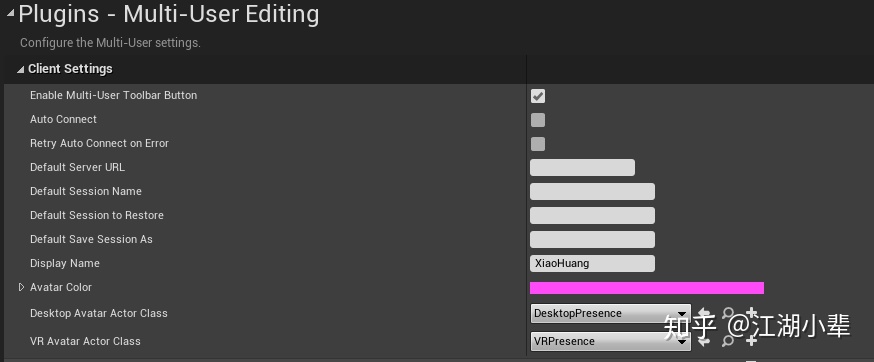 Plugins - Multi-User Editing
Configure the Multi-User settings.
Client Settings
Enable Multi-User Toolbar Button
Auto Connect
Retry Auto Connect on Error
Default Server URL
Default Session Name
Default Session to Restore
Default Save Session As
Display Name XiaoHuang
Avatar Color
Desktop Avatar Actor Class DesktopPresence
VR Avatar Actor Class VRPresence
知乎 @江湖小辈